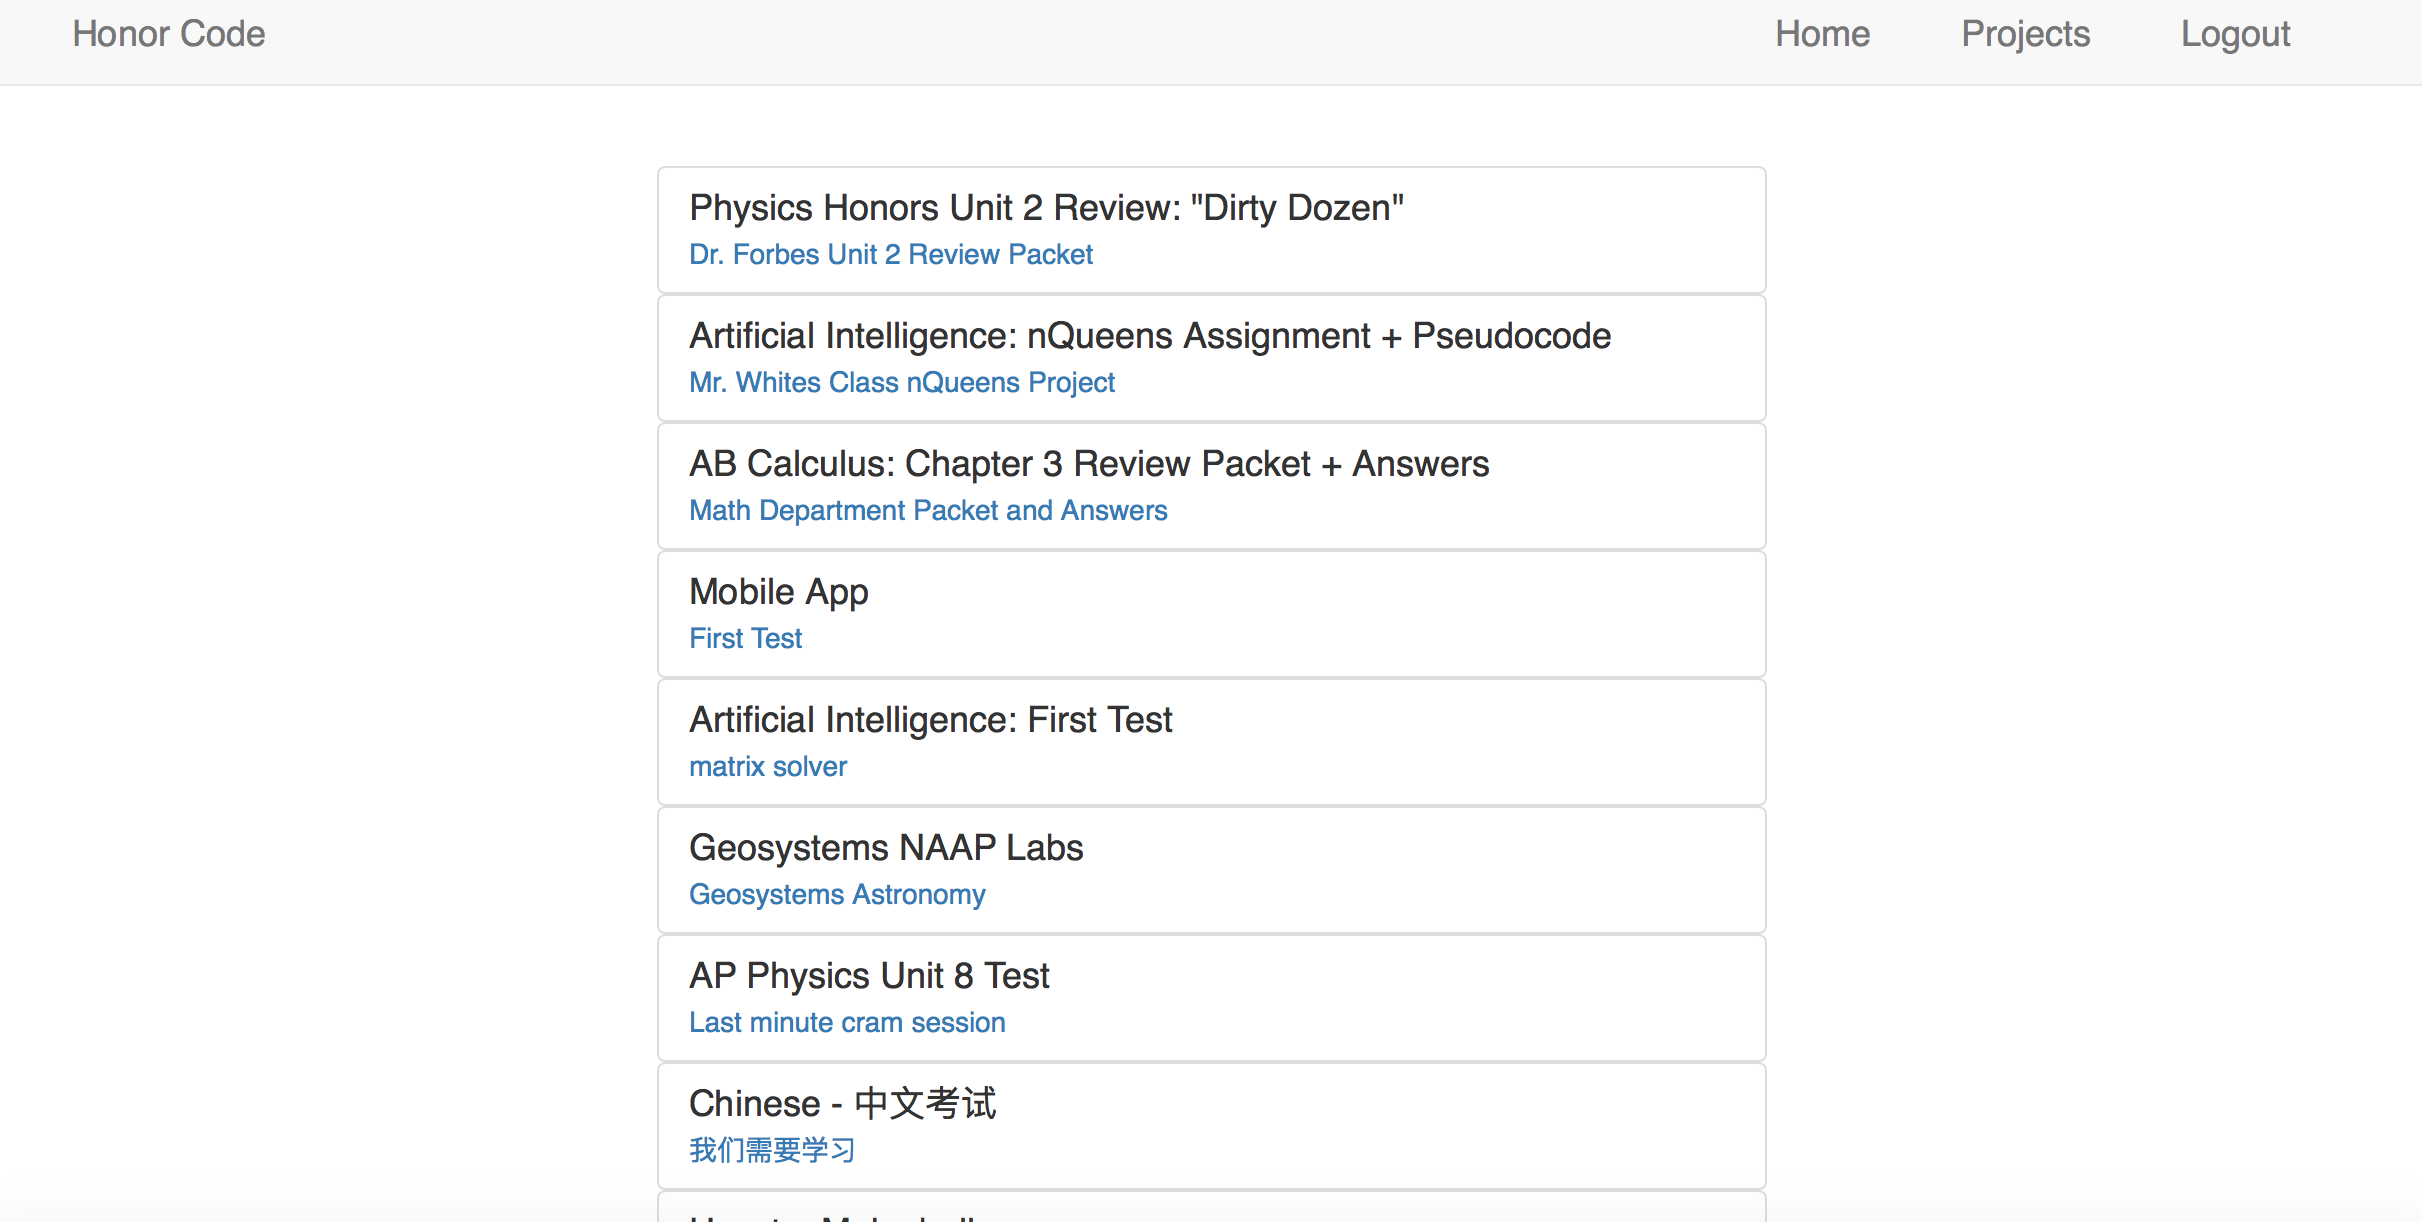 Honor Code Home Projects Logout
Physics Honors Unit 2 Review: "Dirty Dozen"
Dr. Forbes Unit 2 Review Packet
Artificial Intelligence: nQueens Assignment + Pseudocode
Mr. Whites Class nQueens Project
AB Calculus: Chapter 3 Review Packet + Answers
Math Department Packet and Answers
Mobile App
First Test
Artificial Intelligence: First Test
matrix solver
Geosystems NAAP Labs
Geosystems Astronomy
AP Physics Unit 8 Test
Last minute cram session
Chinese - 中文考试
我们需要学习